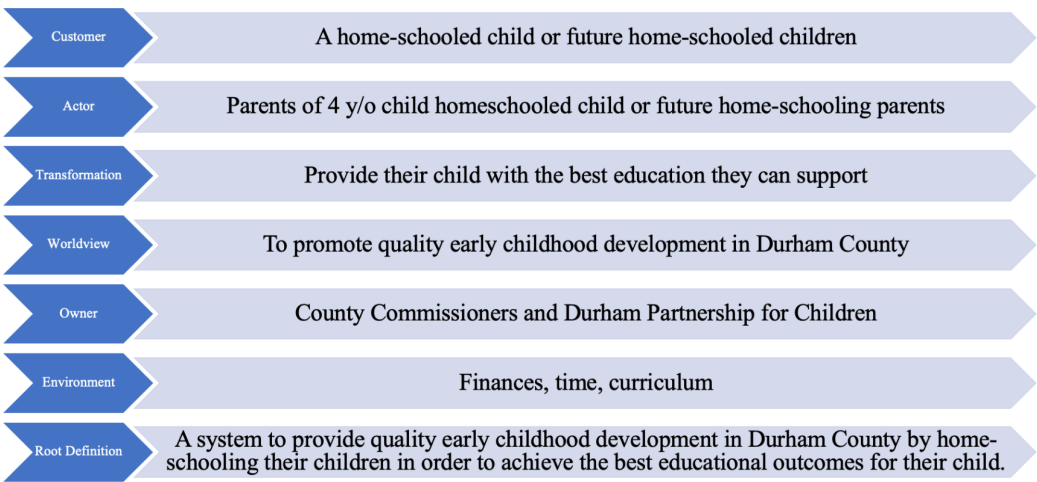 Customer
A home-schooled child or future home-schooled children
Actor
Parents of 4 y/o child homeschooled child or future home-schooling parents
Transformation
Provide their child with the best education they can support
Worldview
To promote quality early childhood development in Durham County
Owner
County Commissioners and Durham Partnership for Children
Environment
Finances, time, curriculum
Root Definition
A system to provide quality early childhood development in Durham County by home-
schooling their children in order to achieve the best educational outcomes for their child.